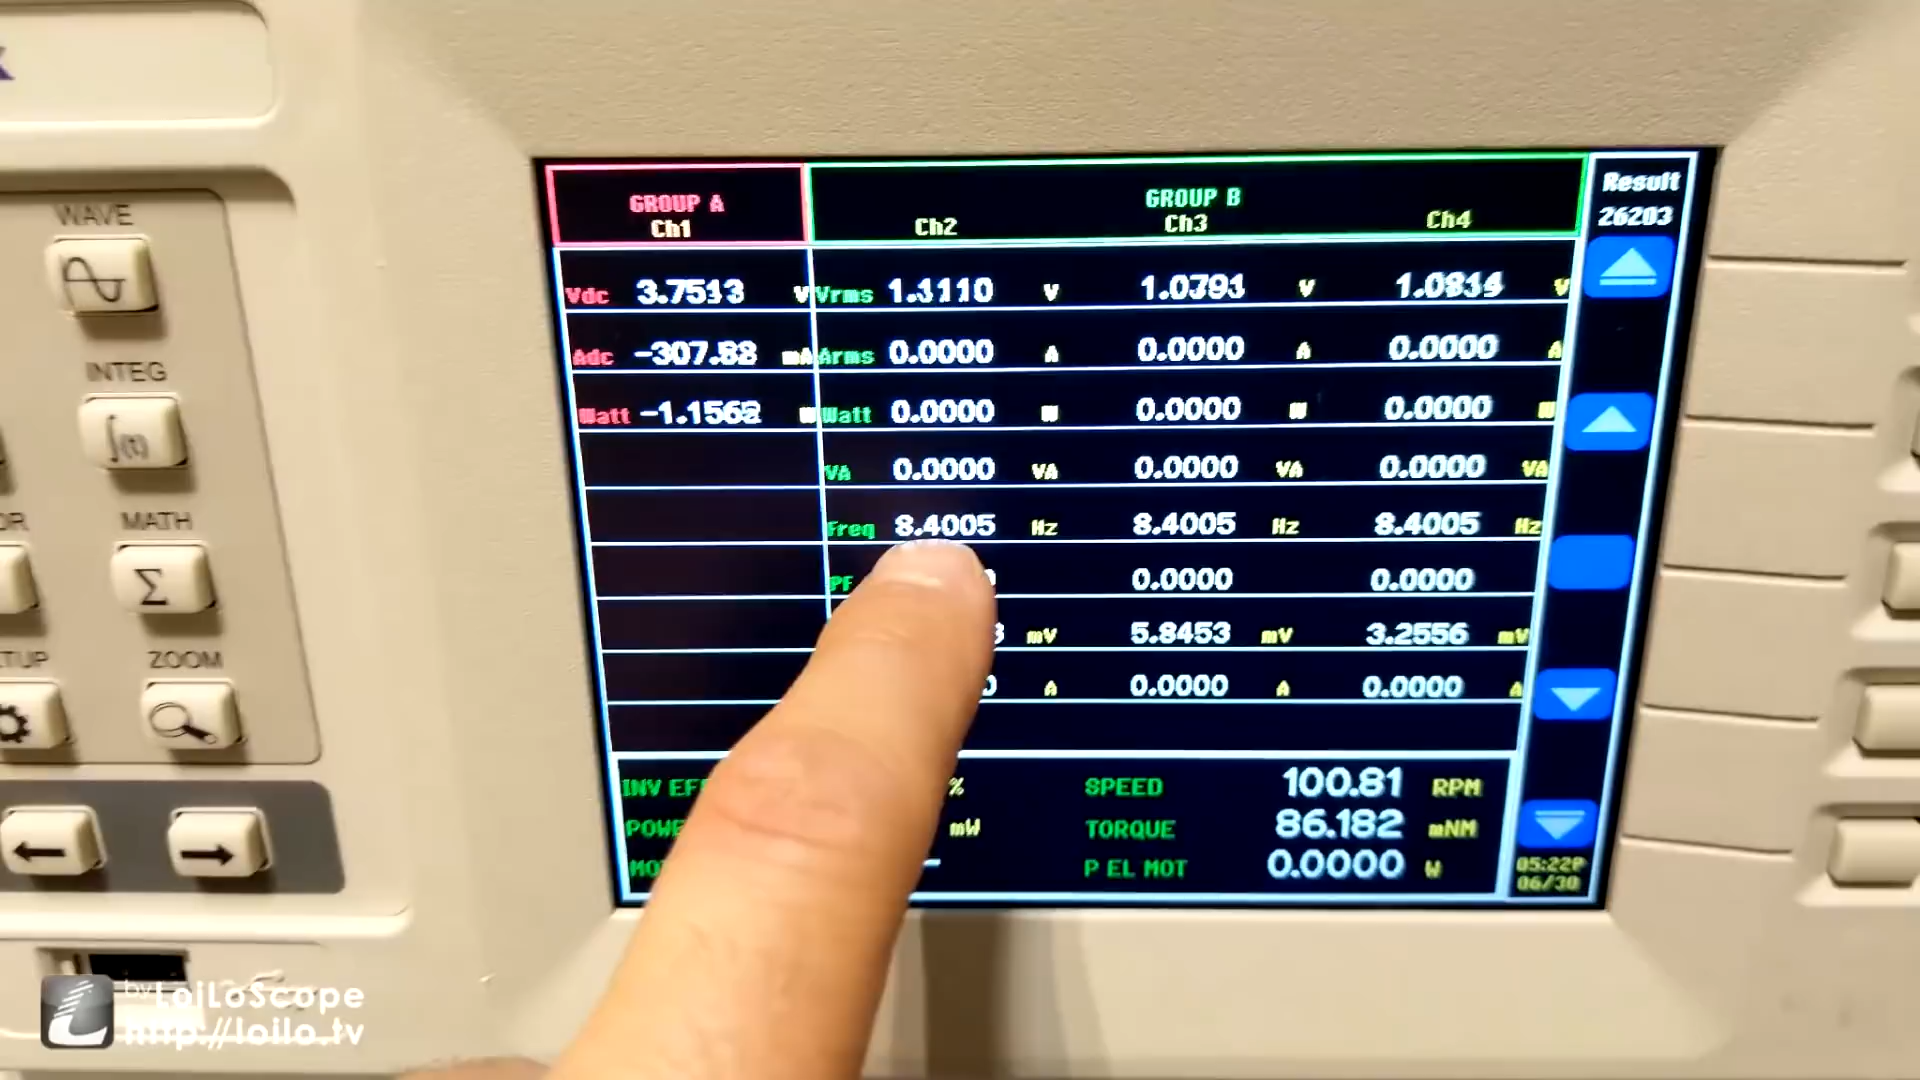 WAVE
INTEG
MATH
ZOOM
GROUP A
Ch1
GROUP B
Ch2 Ch3 Ch4
Result
26203
Vdc 3.7513 V Vrms 1.1110 V 1.0791 V 1.0814 V
Adc -307.82 mA Arms 0.0000 A 0.0000 A 0.0000 A
Watt -1.1562 W Watt 0.0000 W 0.0000 W 0.0000 W
VA 0.0000 VA 0.0000 VA 0.0000 VA
Freq 8.4005 Hz 8.4005 Hz 8.4005 Hz
PF 0.0000 0.0000
mV 5.8453 mV 3.2556 mV
A 0.0000 A 0.0000 A
INV % SPEED 100.81 RPM
mW TORQUE 86.182 mNM
P EL MOT 0.0000 W
05:22P
06/30
by LoiLoScope
http://loilo.tv